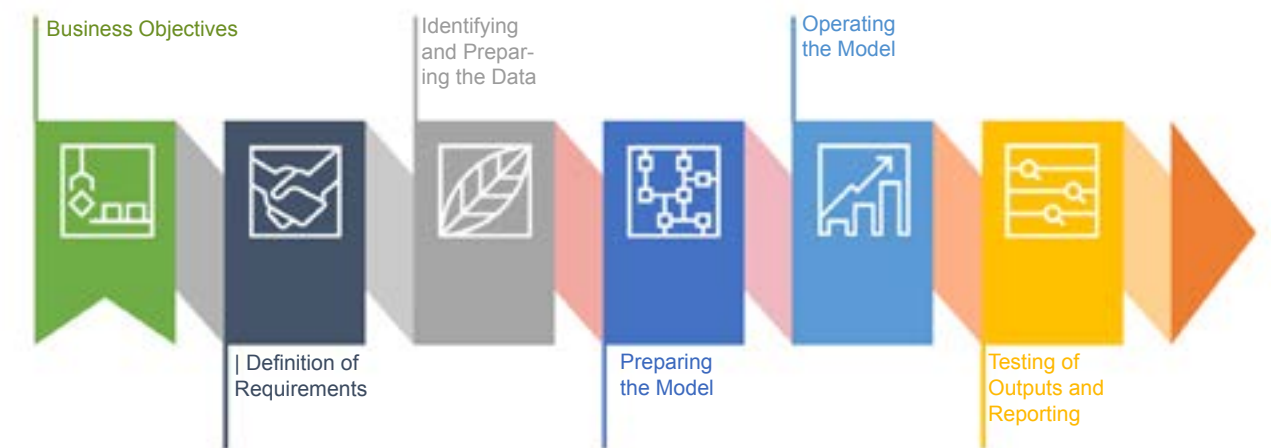 Business Objectives
| Definition of
Requirements
Identifying
and Prepar-
ing the Data
Preparing
the Model
Operating
the Model
Testing of
Outputs and
Reporting